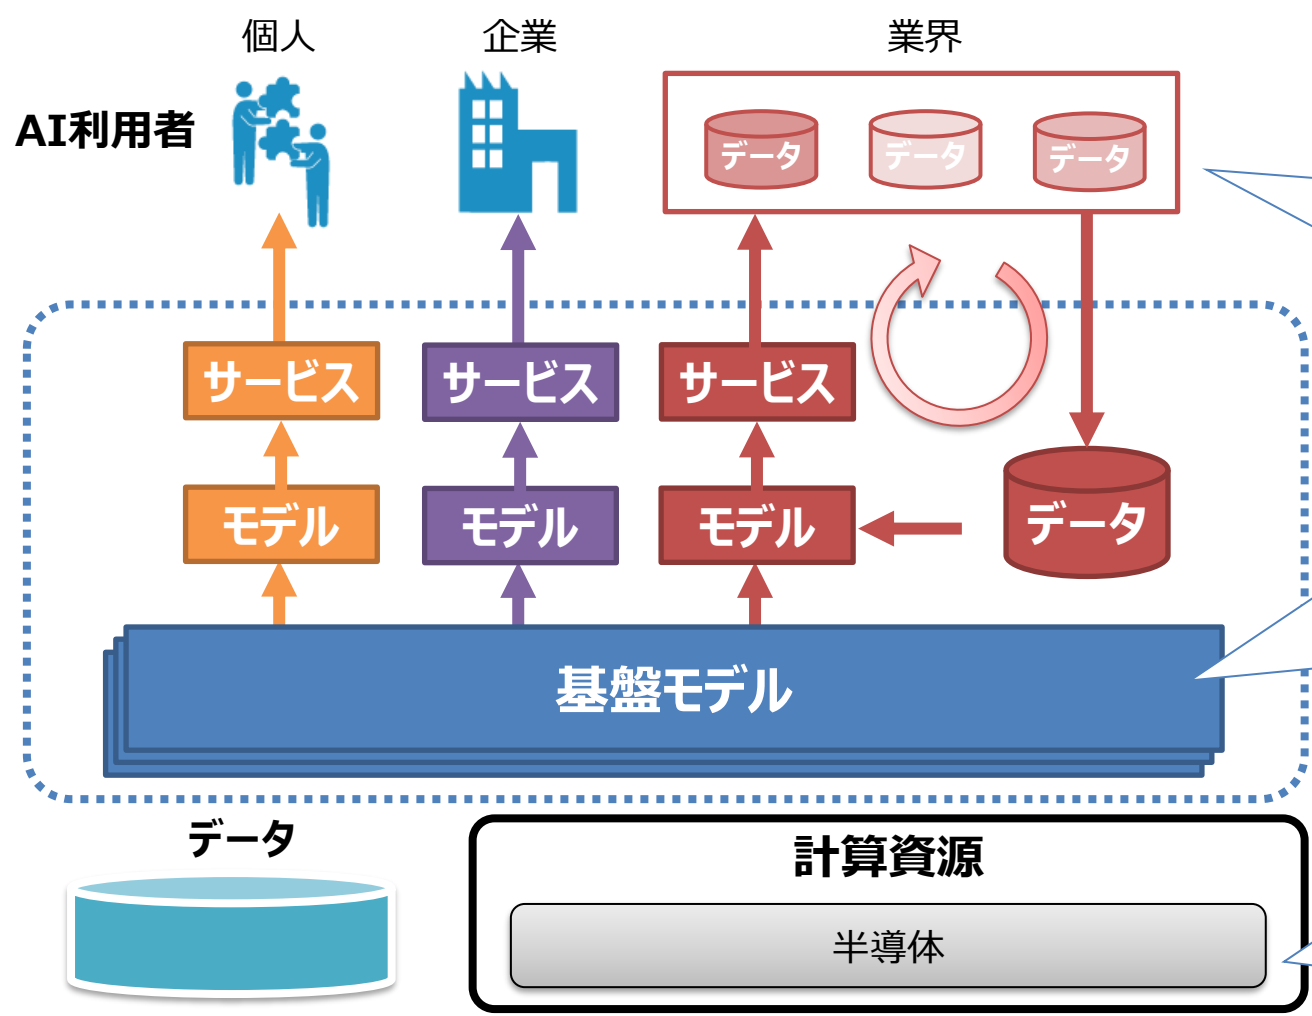 個人
企業
業界
AI利用者
データ
データ
データ
サービス
サービス
サービス
モデル
モデル
モデル
データ
基盤モデル
データ
計算資源
半導体